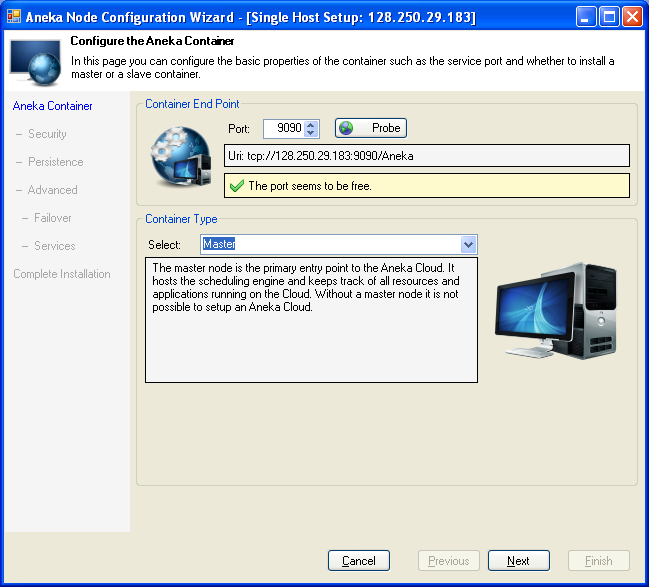 Aneka Node Configuration Wizard - [Single Host Setup: 128.250.29.183]
Configure the Aneka Container
In this page you can configure the basic properties of the container such as the service port and whether to install a
master or a slave container.
Aneka Container
– Security
– Persistence
– Advanced
– Failover
– Services
Complete Installation
Container End Point
Port: 9090 Probe
Uri: tcp://128.250.29.183:9090/Aneka
The port seems to be free.
Container Type
Select: Master
The master node is the primary entry point to the Aneka Cloud. It
hosts the scheduling engine and keeps track of all resources and
applications running on the Cloud. Without a master node it is not
possible to setup an Aneka Cloud.
Cancel Previous Next Finish